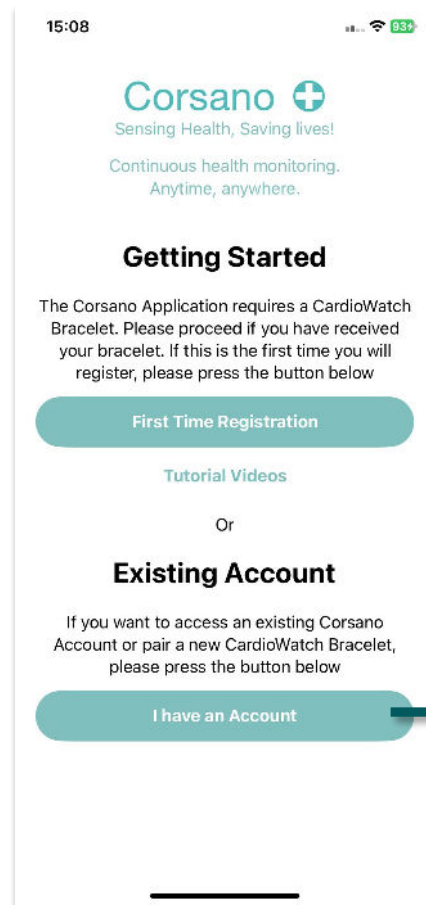 15:08
93
Corsano
Sensing Health, Saving lives!
Continuous health monitoring.
Anytime, anywhere.
Getting Started
The Corsano Application requires a CardioWatch
Bracelet. Please proceed if you have received
your bracelet. If this is the first time you will
register, please press the button below
First Time Registration
Tutorial Videos
Or
Existing Account
If you want to access an existing Corsano
Account or pair a new CardioWatch Bracelet,
please press the button below
I have an Account